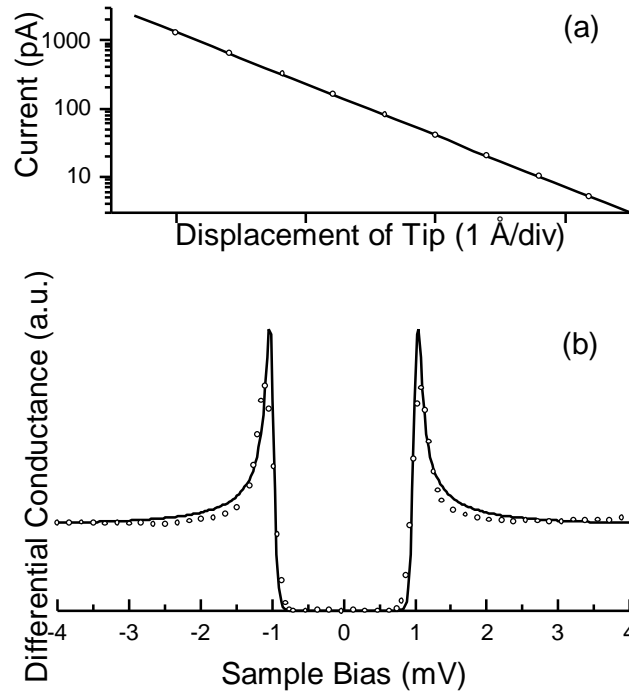 (a)
Current (pA)
1000
100
10
Displacement of Tip (1 Å/div)
(b)
Differential Conductance (a.u.)
-4 -3 -2 -1 0 1 2 3 4
Sample Bias (mV)